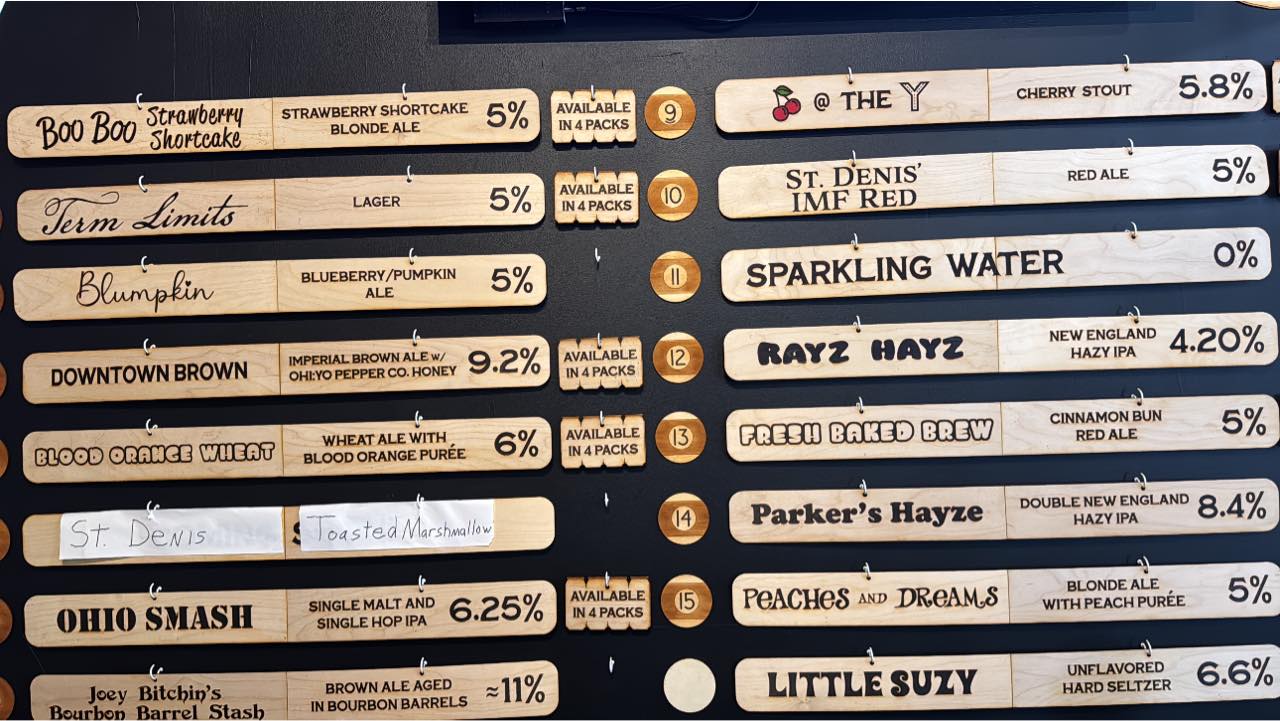 Boo Boo Strawberry Shortcake
STRAWBERRY SHORTCAKE
BLONDE ALE
5%
AVAILABLE
IN 4 PACKS
Term Limits
LAGER
5%
AVAILABLE
IN 4 PACKS
Blumpkin
BLUEBERRY/PUMPKIN
ALE
5%
DOWNTOWN BROWN
IMPERIAL BROWN ALE w/
OHI:YO PEPPER CO. HONEY
9.2%
AVAILABLE
IN 4 PACKS
BLOOD ORANGE WHEAT
WHEAT ALE WITH
BLOOD ORANGE PURÉE
6%
AVAILABLE
IN 4 PACKS
ST. DENIS
Toasted Marshmallow
OHIO SMASH
SINGLE MALT AND
SINGLE HOP IPA
6.25%
AVAILABLE
IN 4 PACKS
Joey Bitchin's
Bourbon Barrel Stash
BROWN ALE AGED
IN BOURBON BARRELS
≈11%
9
@ THE Y
CHERRY STOUT
5.8%
10
ST. DENIS'
IMF RED
RED ALE
5%
11
SPARKLING WATER
0%
12
RAYZ HAYZ
NEW ENGLAND
HAZY IPA
4.20%
13
FRESH BAKED BREW
CINNAMON BUN
RED ALE
5%
14
Parker's Hayze
DOUBLE NEW ENGLAND
HAZY IPA
8.4%
15
PEACHES AND DREAMS
BLONDE ALE
WITH PEACH PURÉE
5%
LITTLE SUZY
UNFLAVORED
HARD SELTZER
6.6%